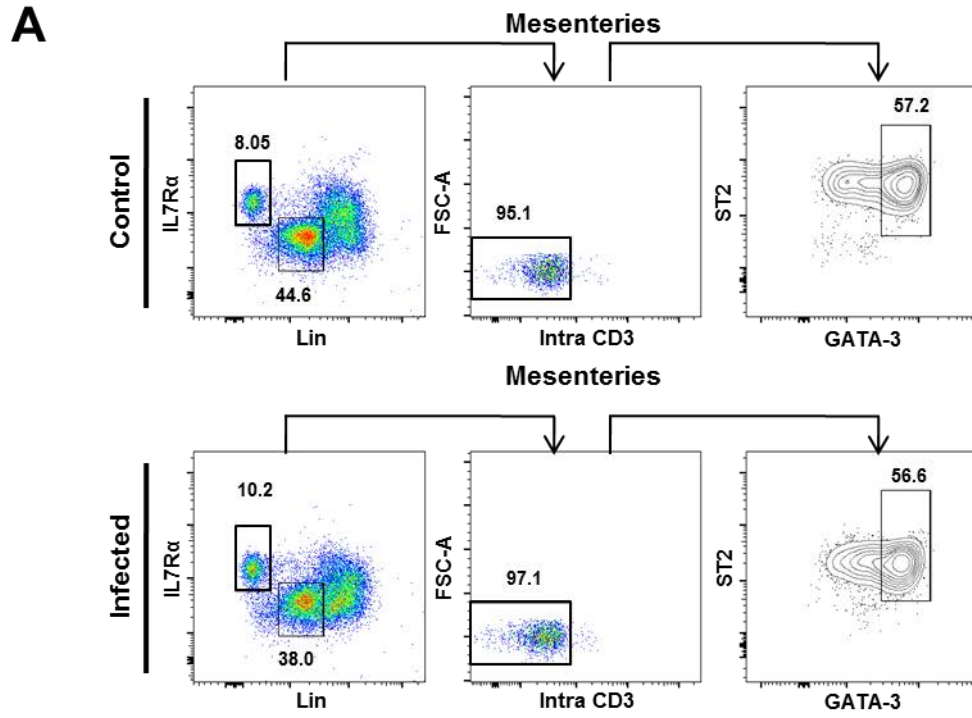 A
Mesenteries
Control
IL7Rα
8.05
44.6
Lin
FSC-A
95.1
Intra CD3
ST2
57.2
GATA-3
Mesenteries
Infected
IL7Rα
10.2
38.0
Lin
FSC-A
97.1
Intra CD3
ST2
56.6
GATA-3